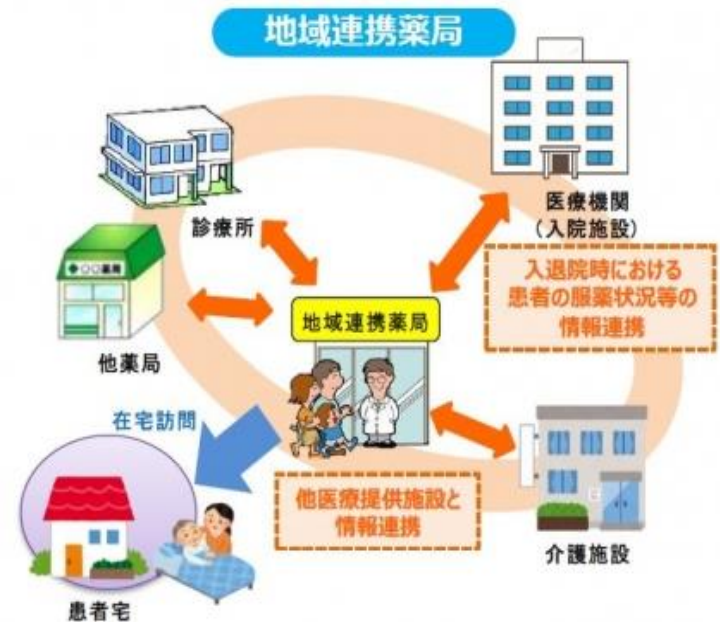 地域連携薬局
診療所
医療機関
（入院施設）
入退院時における
患者の服薬状況等の
情報連携
○○薬局
他薬局
地域連携薬局
在宅訪問
他医療提供施設と
情報連携
介護施設
患者宅